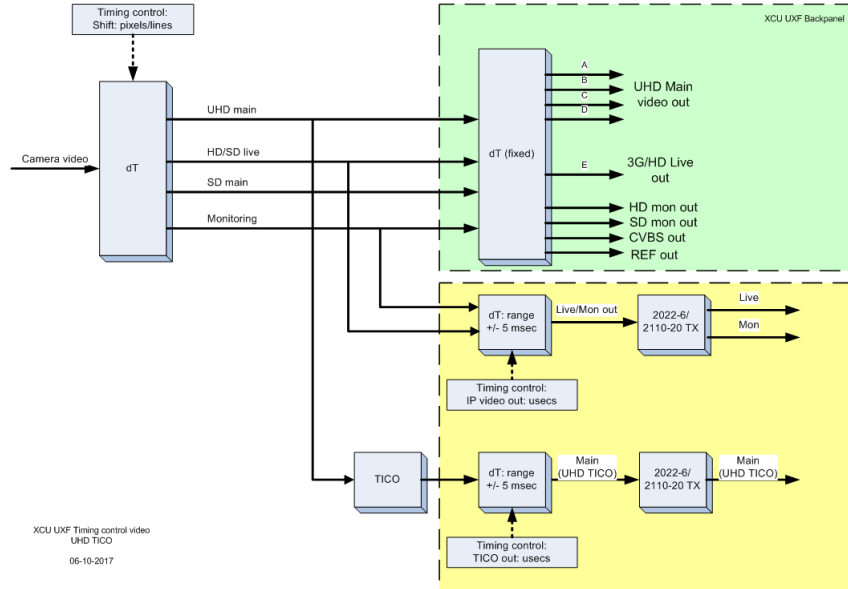 Timing control:
Shift: pixels/lines
XCU UXF Backpanel
Camera video
dT
UHD main
HD/SD live
SD main
Monitoring
dT (fixed)
A
B
C
D
UHD Main
video out
E
3G/HD Live
out
HD mon out
SD mon out
CVBS out
REF out
dT: range
+/- 5 msec
Live/Mon out
2022-6/
2110-20 TX
Live
Mon
Timing control:
IP video out: usecs
TICO
dT: range
+/- 5 msec
Main
(UHD TICO)
2022-6/
2110-20 TX
Main
(UHD TICO)
Timing control:
TICO out: usecs
XCU UXF Timing control video
UHD TICO
06-10-2017